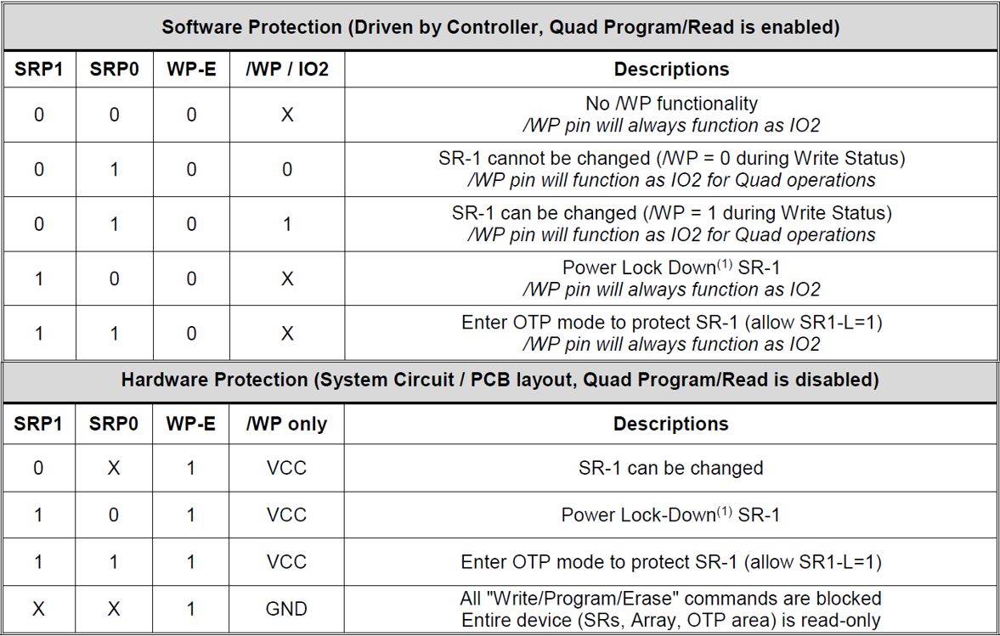 Software Protection (Driven by Controller, Quad Program/Read is enabled)
SRP1 SRP0 WP-E /WP / IO2 Descriptions
0 0 0 X No /WP functionality
/WP pin will always function as IO2
0 1 0 0 SR-1 cannot be changed (/WP = 0 during Write Status)
/WP pin will function as IO2 for Quad operations
0 1 0 1 SR-1 can be changed (/WP = 1 during Write Status)
/WP pin will function as IO2 for Quad operations
1 0 0 X Power Lock Down(1) SR-1
/WP pin will always function as IO2
1 1 0 X Enter OTP mode to protect SR-1 (allow SR1-L=1)
/WP pin will always function as IO2
Hardware Protection (System Circuit / PCB layout, Quad Program/Read is disabled)
SRP1 SRP0 WP-E /WP only Descriptions
0 X 1 VCC SR-1 can be changed
1 0 1 VCC Power Lock-Down(1) SR-1
1 1 1 VCC Enter OTP mode to protect SR-1 (allow SR1-L=1)
X X 1 GND All "Write/Program/Erase" commands are blocked
Entire device (SRs, Array, OTP area) is read-only